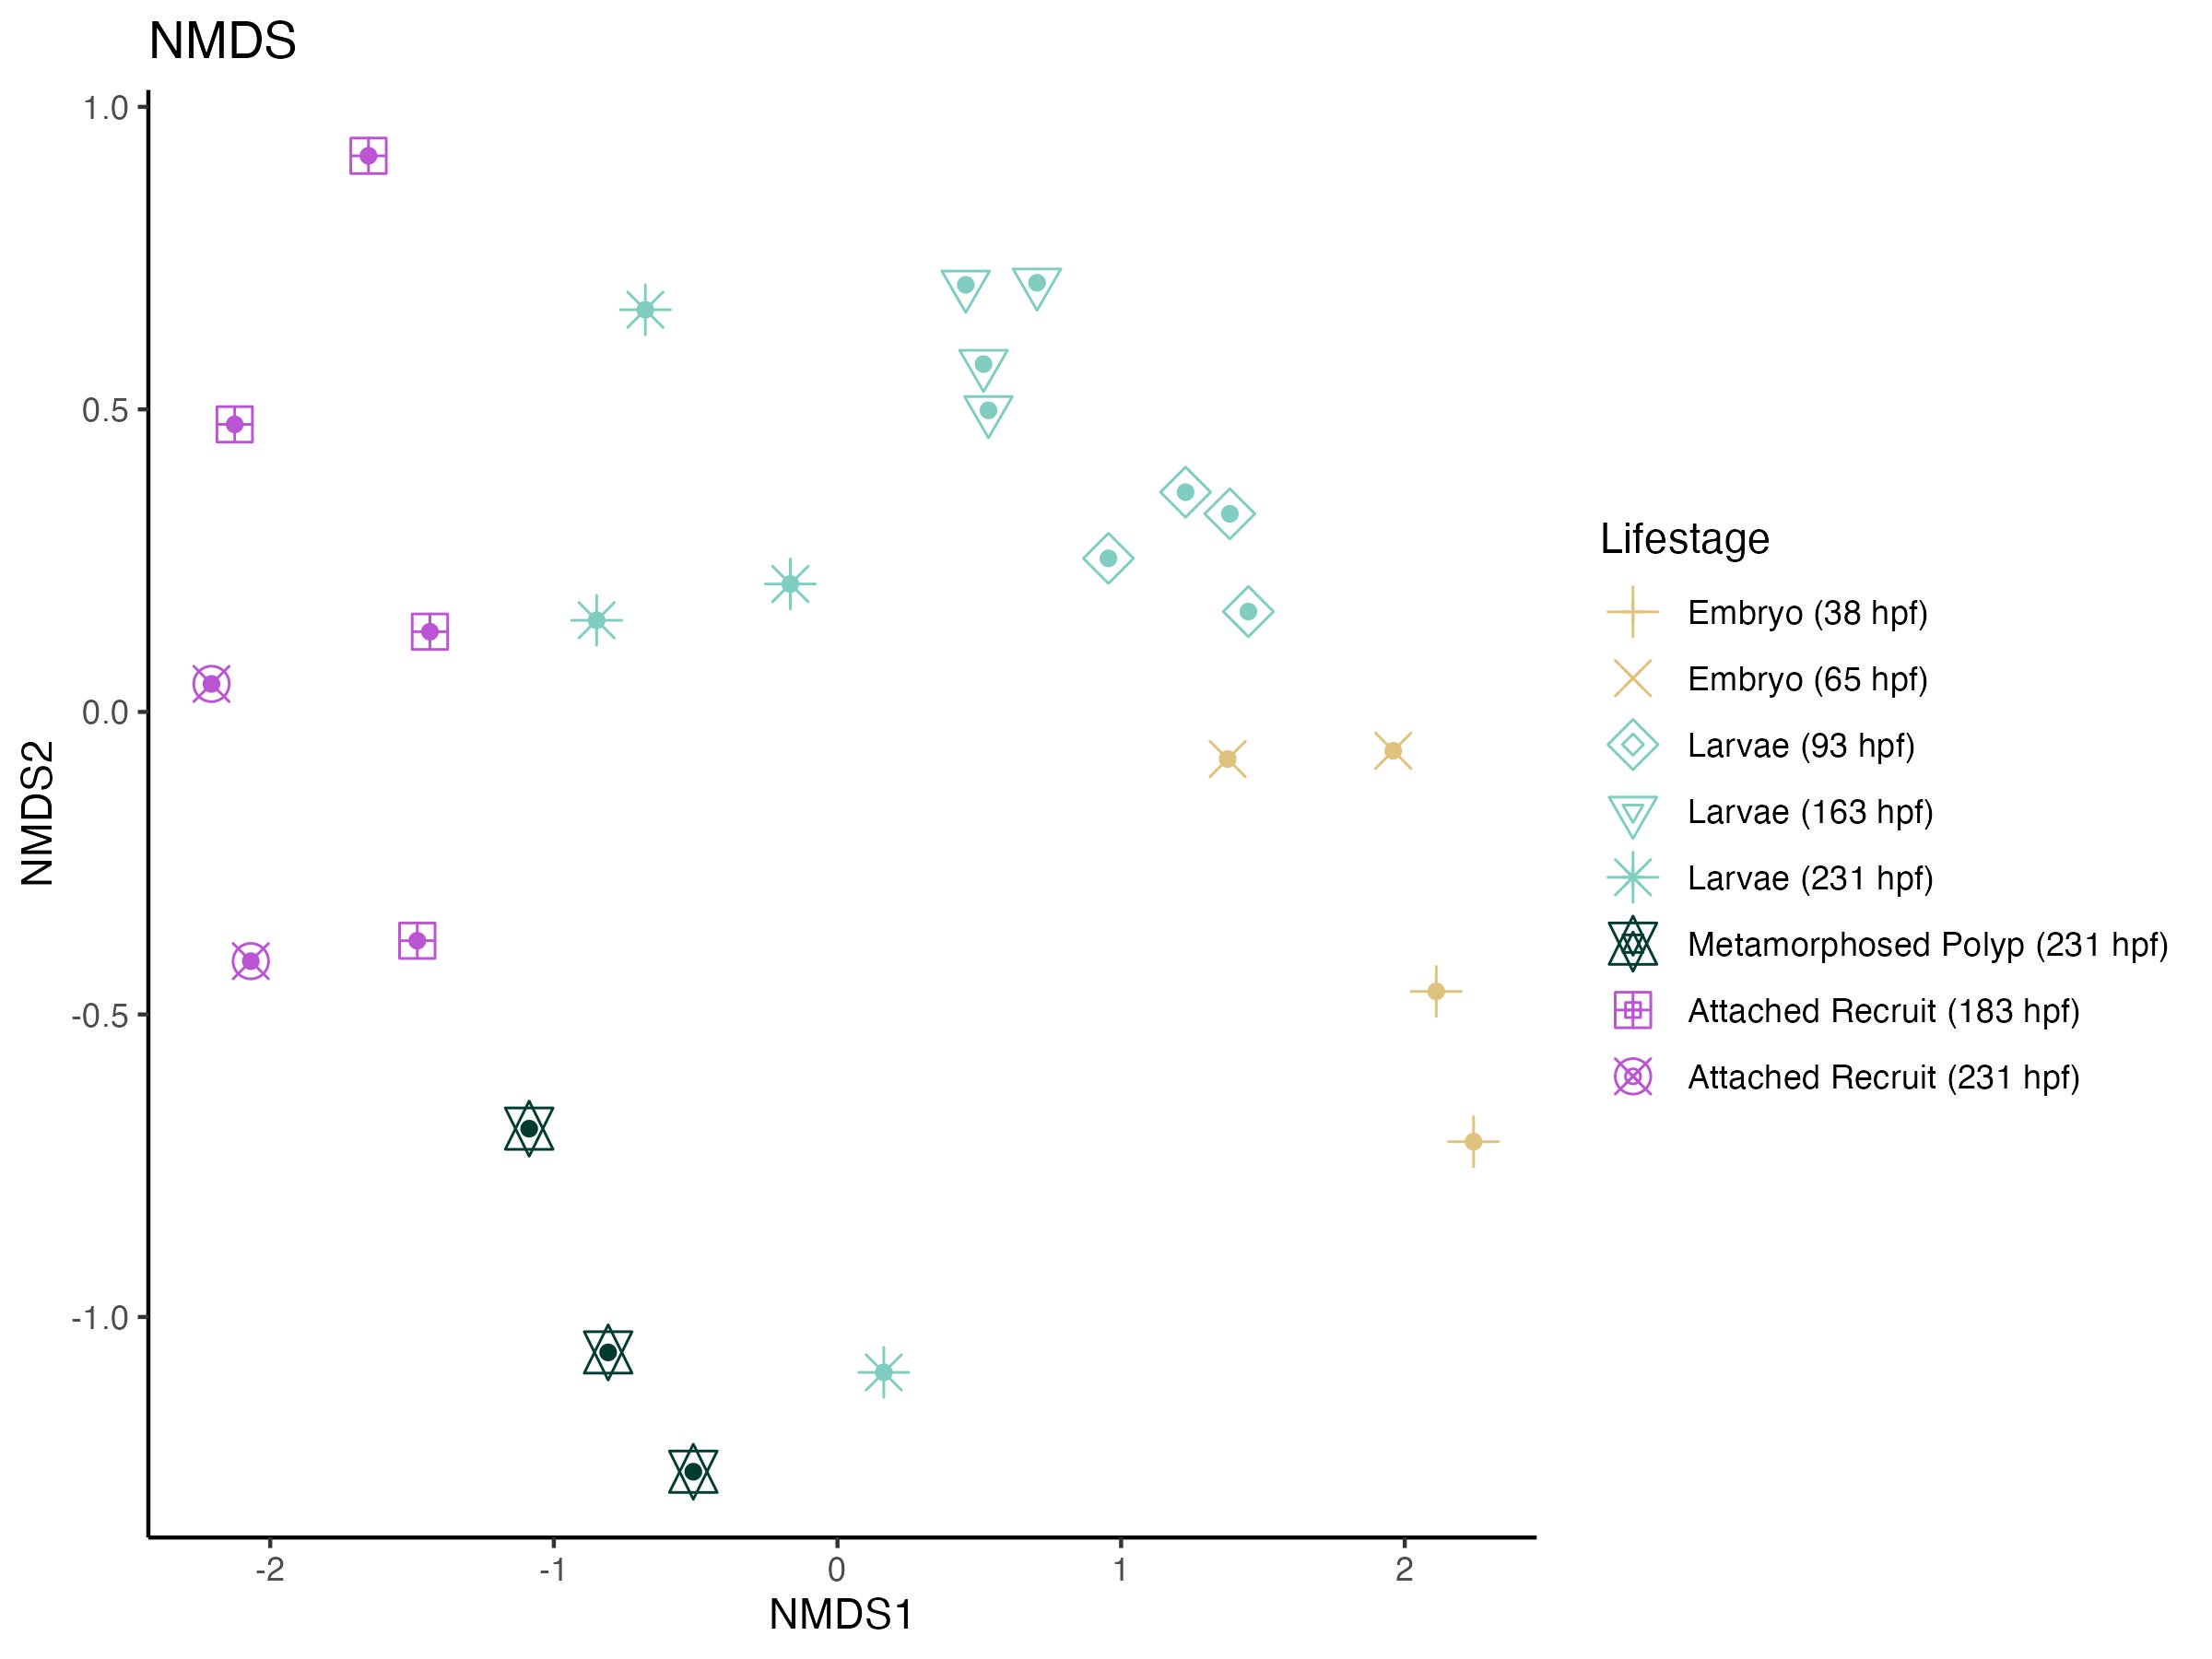 NMDS
1.0
0.5
0.0
-0.5
-1.0
NMDS2
-2
-1
0
1
2
NMDS1
Lifestage
Embryo (38 hpf)
Embryo (65 hpf)
Larvae (93 hpf)
Larvae (163 hpf)
Larvae (231 hpf)
Metamorphosed Polyp (231 hpf)
Attached Recruit (183 hpf)
Attached Recruit (231 hpf)